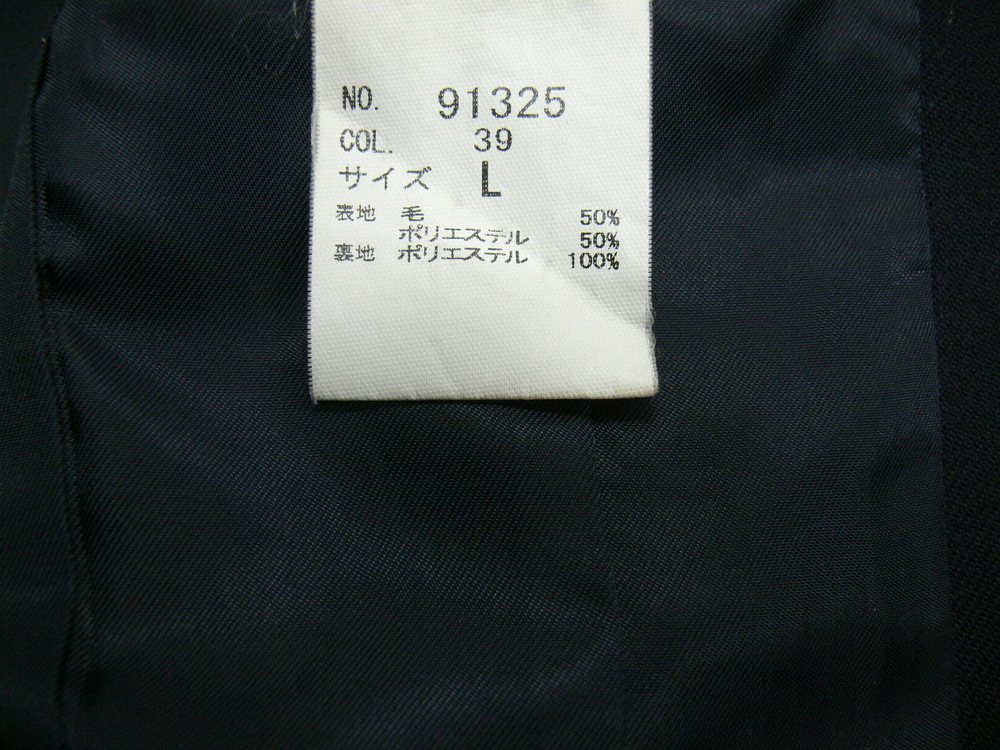 NO. 91325
COL. 39
サイズ L
表地 毛 50%
ポリエステル 50%
裏地 ポリエステル 100%